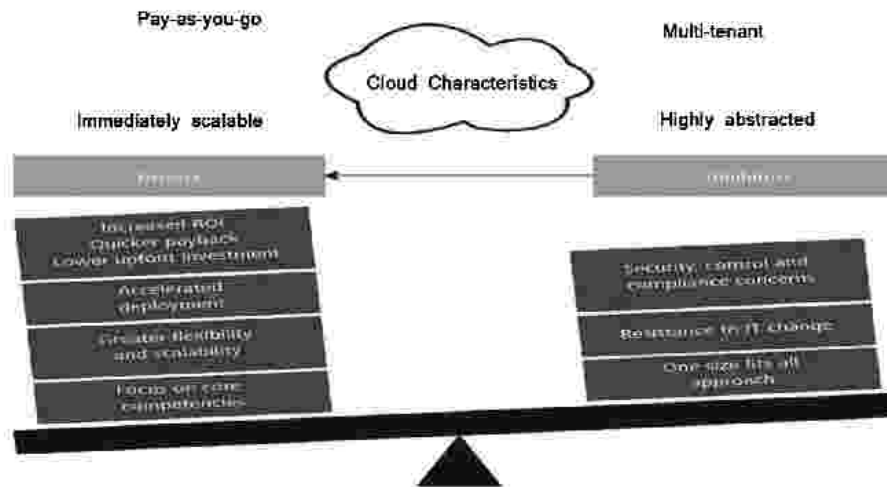 Pay-as-you-go
Multi-tenant
Cloud Characteristics
Immediately scalable
Highly abstracted
Increased ROI
Quicker payback
Lower upfont investment
Accelerated
deployment
Greater flexibility
and scalability
Focus on core
competencies
Security, control and
compliance concerns
Resistance to IT change
One size fits all
approach